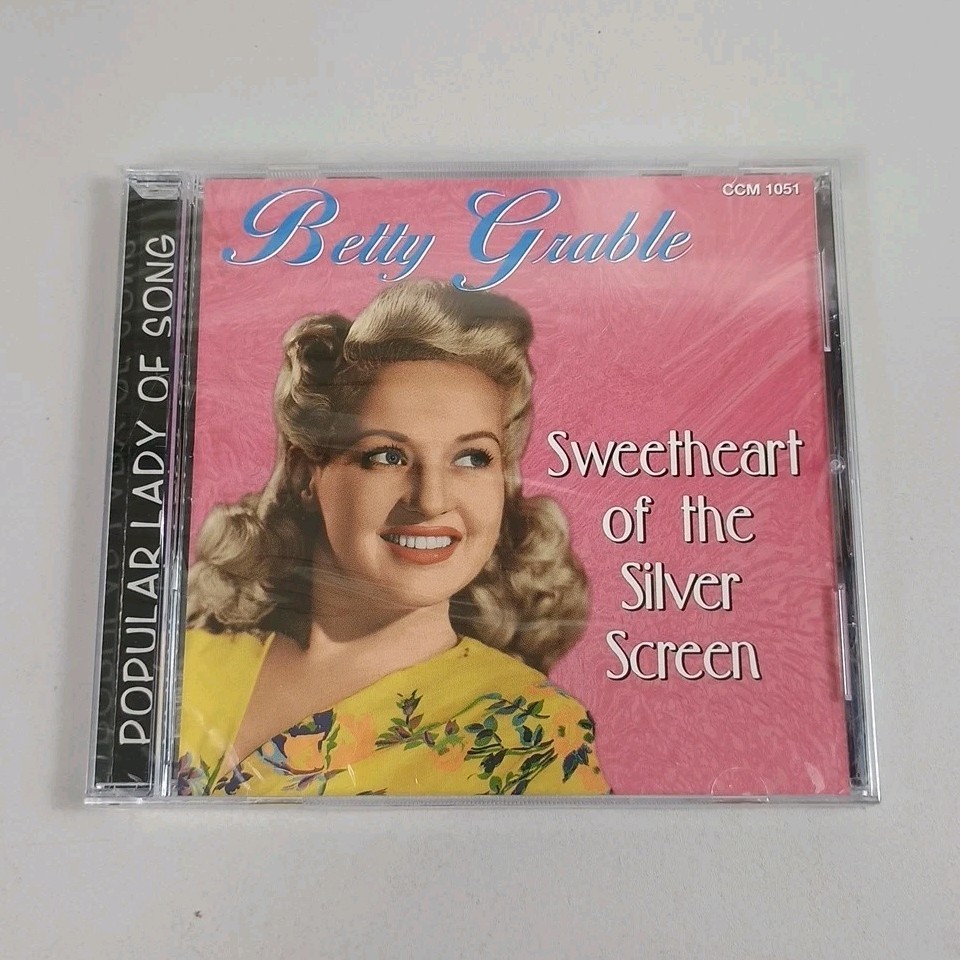 CCM 1051
Betty Grable
Sweetheart
of the
Silver
Screen
POPULAR LADY OF SONG